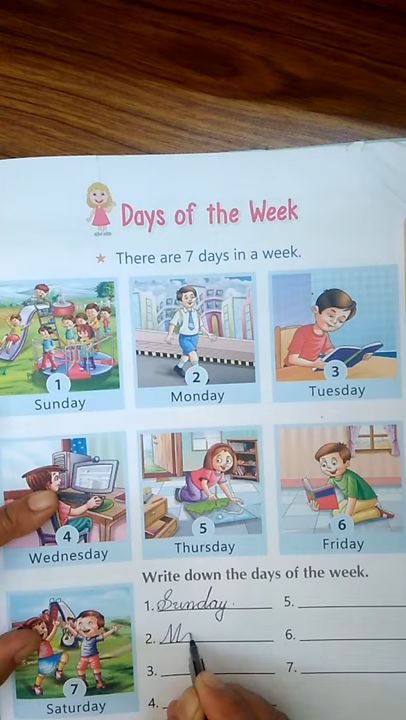 Days of the Week
★ There are 7 days in a week.
1
Sunday
2
Monday
3
Tuesday
4
Wednesday
5
Thursday
6
Friday
7
Saturday
Write down the days of the week.
1. Sunday.
2. M
3.
4.
5.
6.
7.